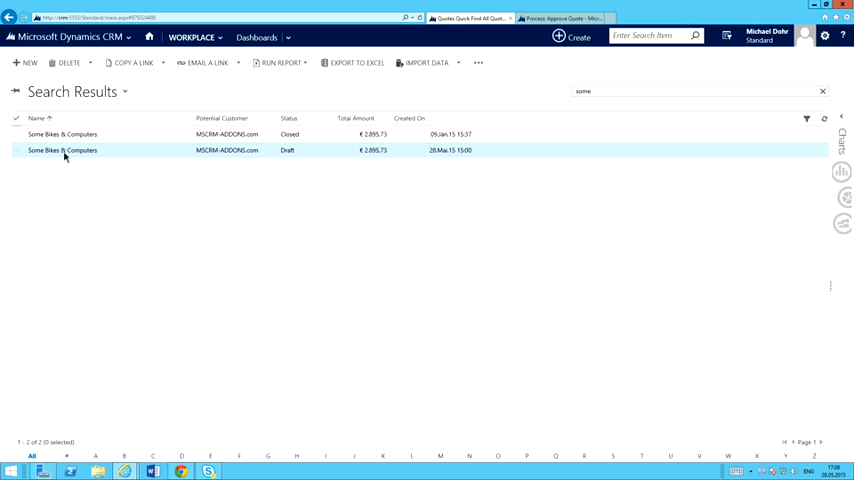 http://crm:5555/Standard/main.aspx#879324488
Quotes Quick Find All Quot...
Process: Approve Quote - Micr...
Microsoft Dynamics CRM
WORKPLACE
Dashboards
Create
Enter Search Item
Michael Dohr
Standard
NEW
DELETE
COPY A LINK
EMAIL A LINK
RUN REPORT
EXPORT TO EXCEL
IMPORT DATA
Search Results
some
Name Potential Customer Status Total Amount Created On
Some Bikes & Computers MSCRM-ADDONS.com Closed € 2.895,73 09.Jän.15 15:37
Some Bikes & Computers MSCRM-ADDONS.com Draft € 2.895,73 28.Mai.15 15:00
Charts
1 - 2 of 2 (0 selected)
Page 1
All # A B C D E F G H I J K L M N O P Q R S T U V W X Y Z
ENG
17:08
28.05.2015